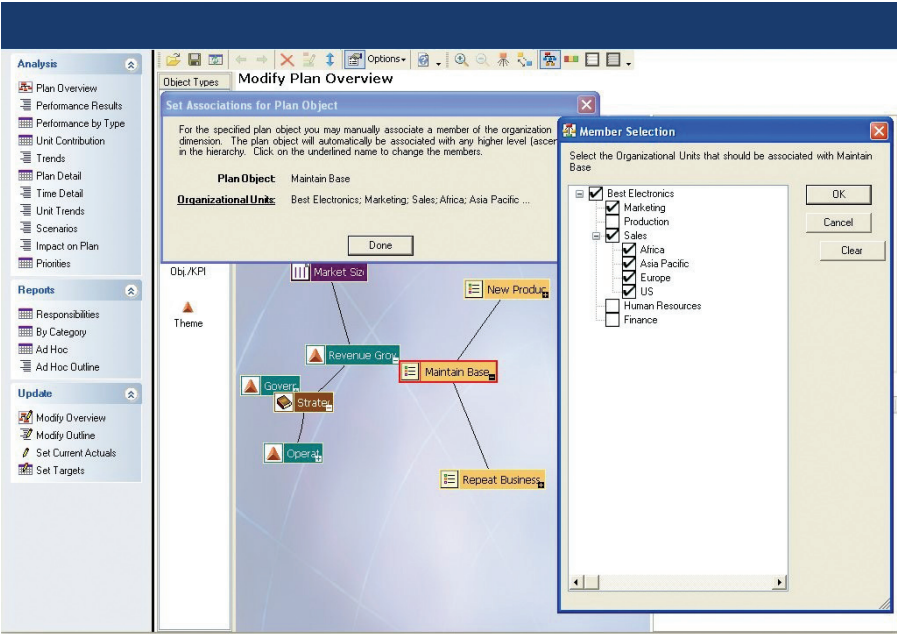 Analysis
Plan Overview
Performance Results
Performance by Type
Unit Contribution
Trends
Plan Detail
Time Detail
Unit Trends
Scenarios
Impact on Plan
Priorities
Reports
Responsibilities
By Category
Ad Hoc
Ad Hoc Outline
Update
Modify Overview
Modify Outline
Set Current Actuals
Set Targets
Options
Object Types
Modify Plan Overview
Set Associations for Plan Object
For the specified plan object you may manually associate a member of the organization
dimension. The plan object will automatically be associated with any higher level (ascen
in the hierarchy. Click on the underlined name to change the members.
Plan Object: Maintain Base
Organizational Units: Best Electronics; Marketing; Sales; Africa; Asia Pacific ...
Done
Obj./KPI
Theme
Market Siz
New Produc
Revenue Grow
Maintain Base
Govern
Strate
Operat
Repeat Business
Member Selection
Select the Organizational Units that should be associated with Maintain
Base
Best Electronics
Marketing
Production
Sales
Africa
Asia Pacific
Europe
US
Human Resources
Finance
OK
Cancel
Clear